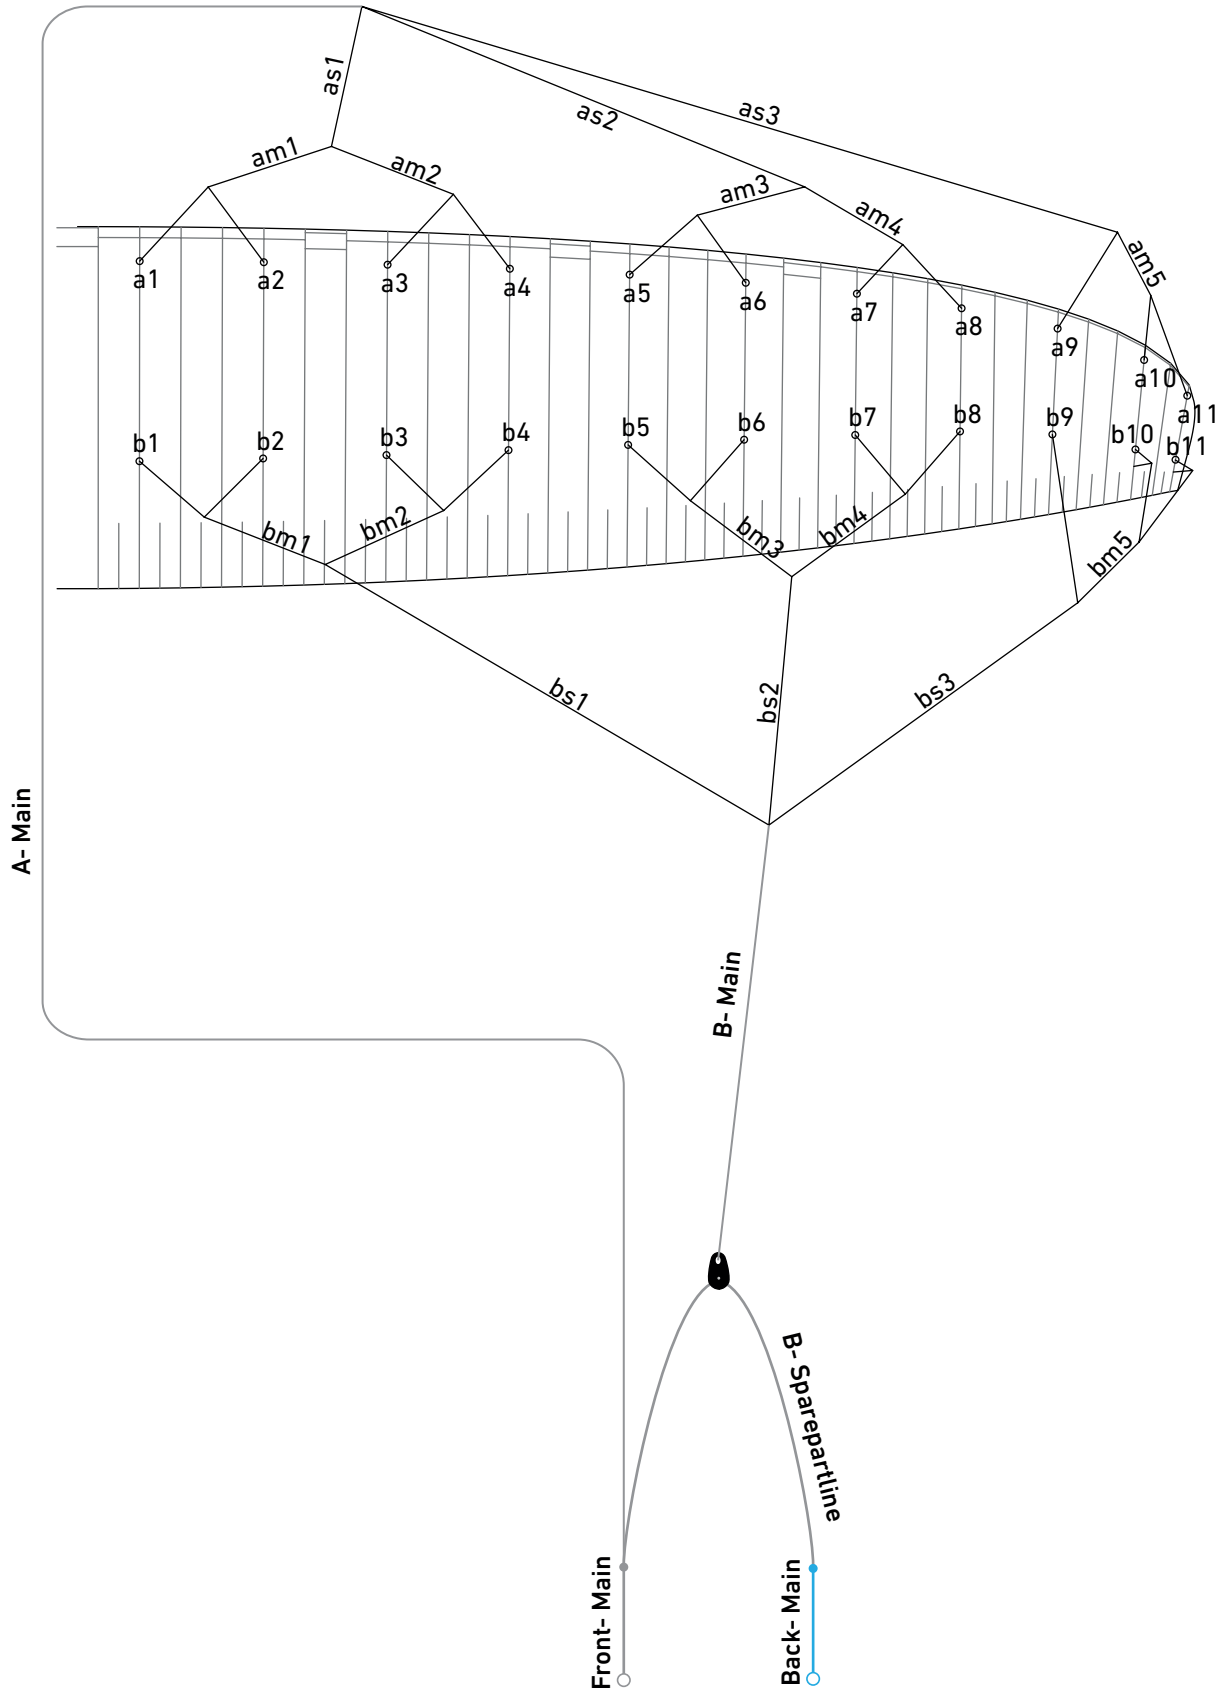 as1
as2
as3
am1
am2
am3
am4
am5
a1
a2
a3
a4
a5
a6
a7
a8
a9
a10
a11
b1
b2
b3
b4
b5
b6
b7
b8
b9
b10
b11
bm1
bm2
bm3
bm4
bm5
bs1
bs2
bs3
A- Main
B- Main
B- Sparepartline
Front- Main
Back- Main